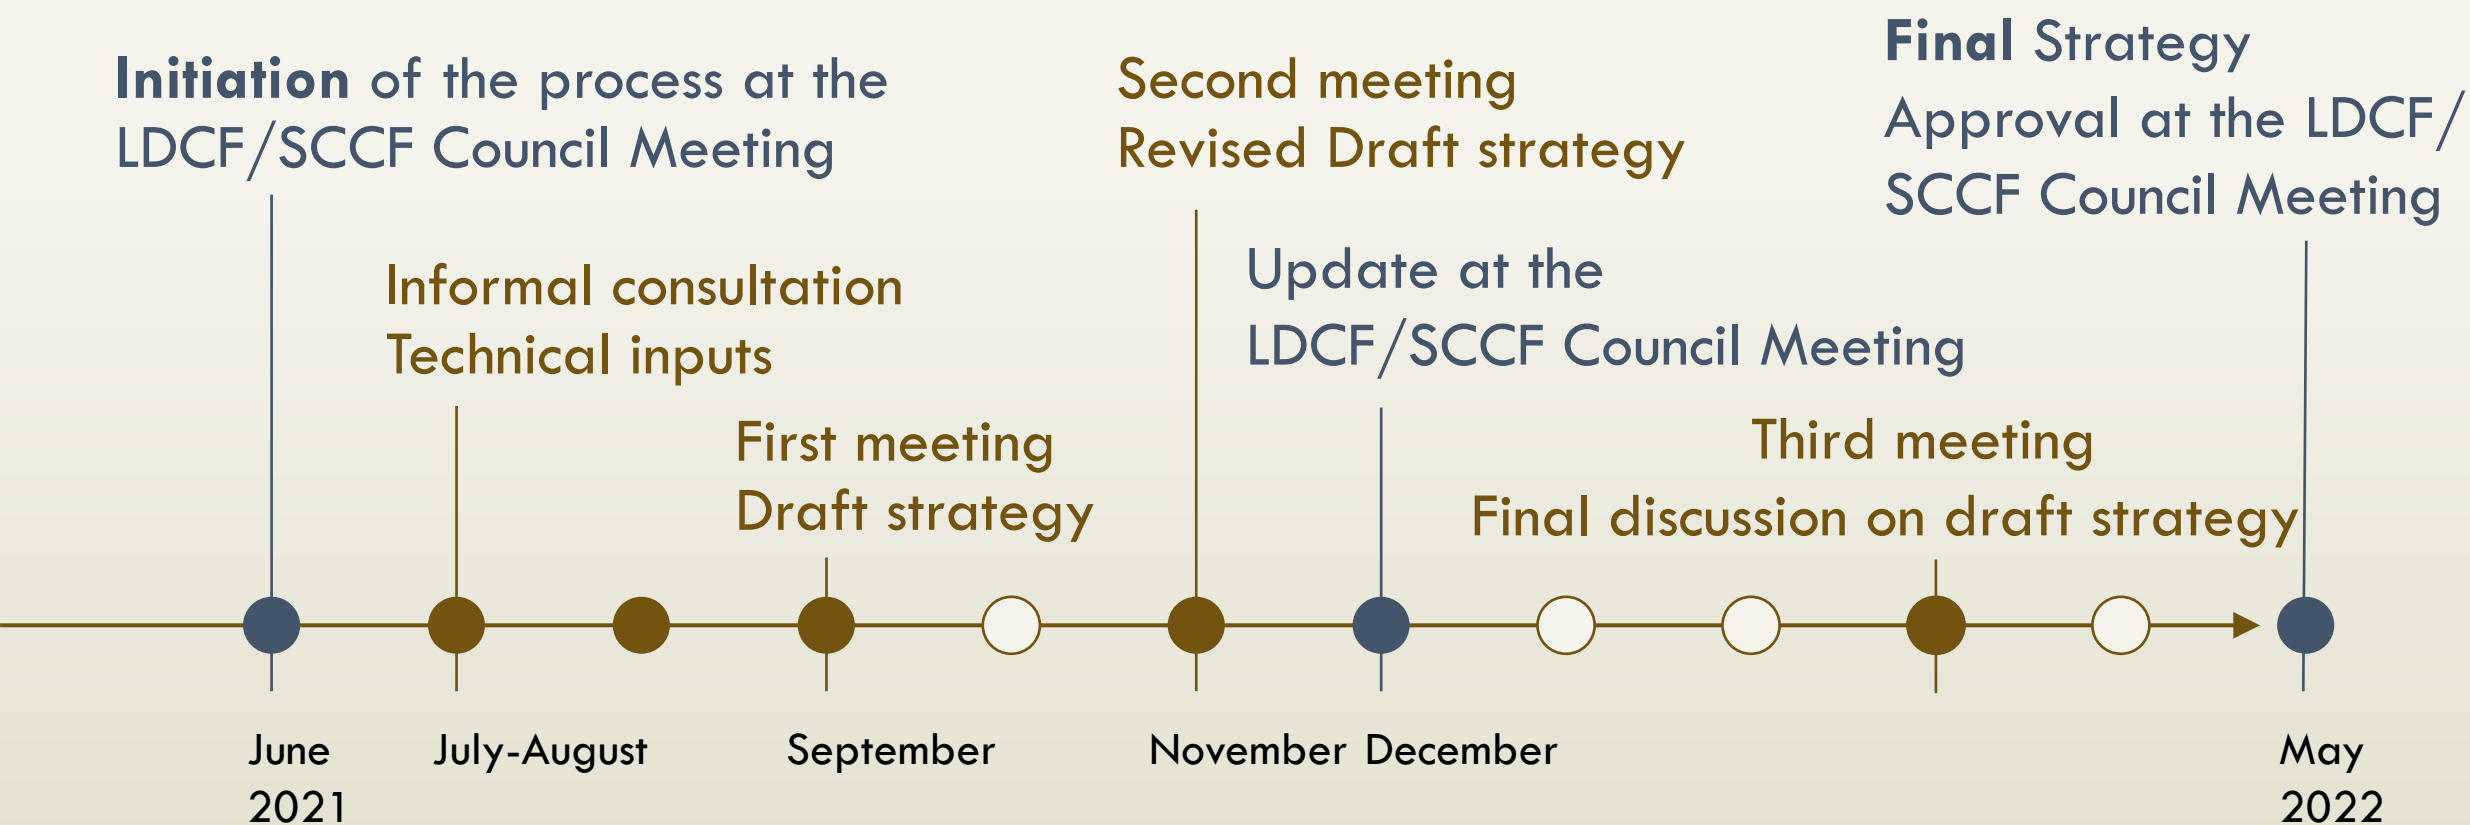 Initiation of the process at the
LDCF/SCCF Council Meeting
Informal consultation
Technical inputs
First meeting
Draft strategy
Second meeting
Revised Draft strategy
Update at the
LDCF/SCCF Council Meeting
Third meeting
Final discussion on draft strategy
Final Strategy
Approval at the LDCF/
SCCF Council Meeting
June
2021
July-August
September
November
December
May
2022